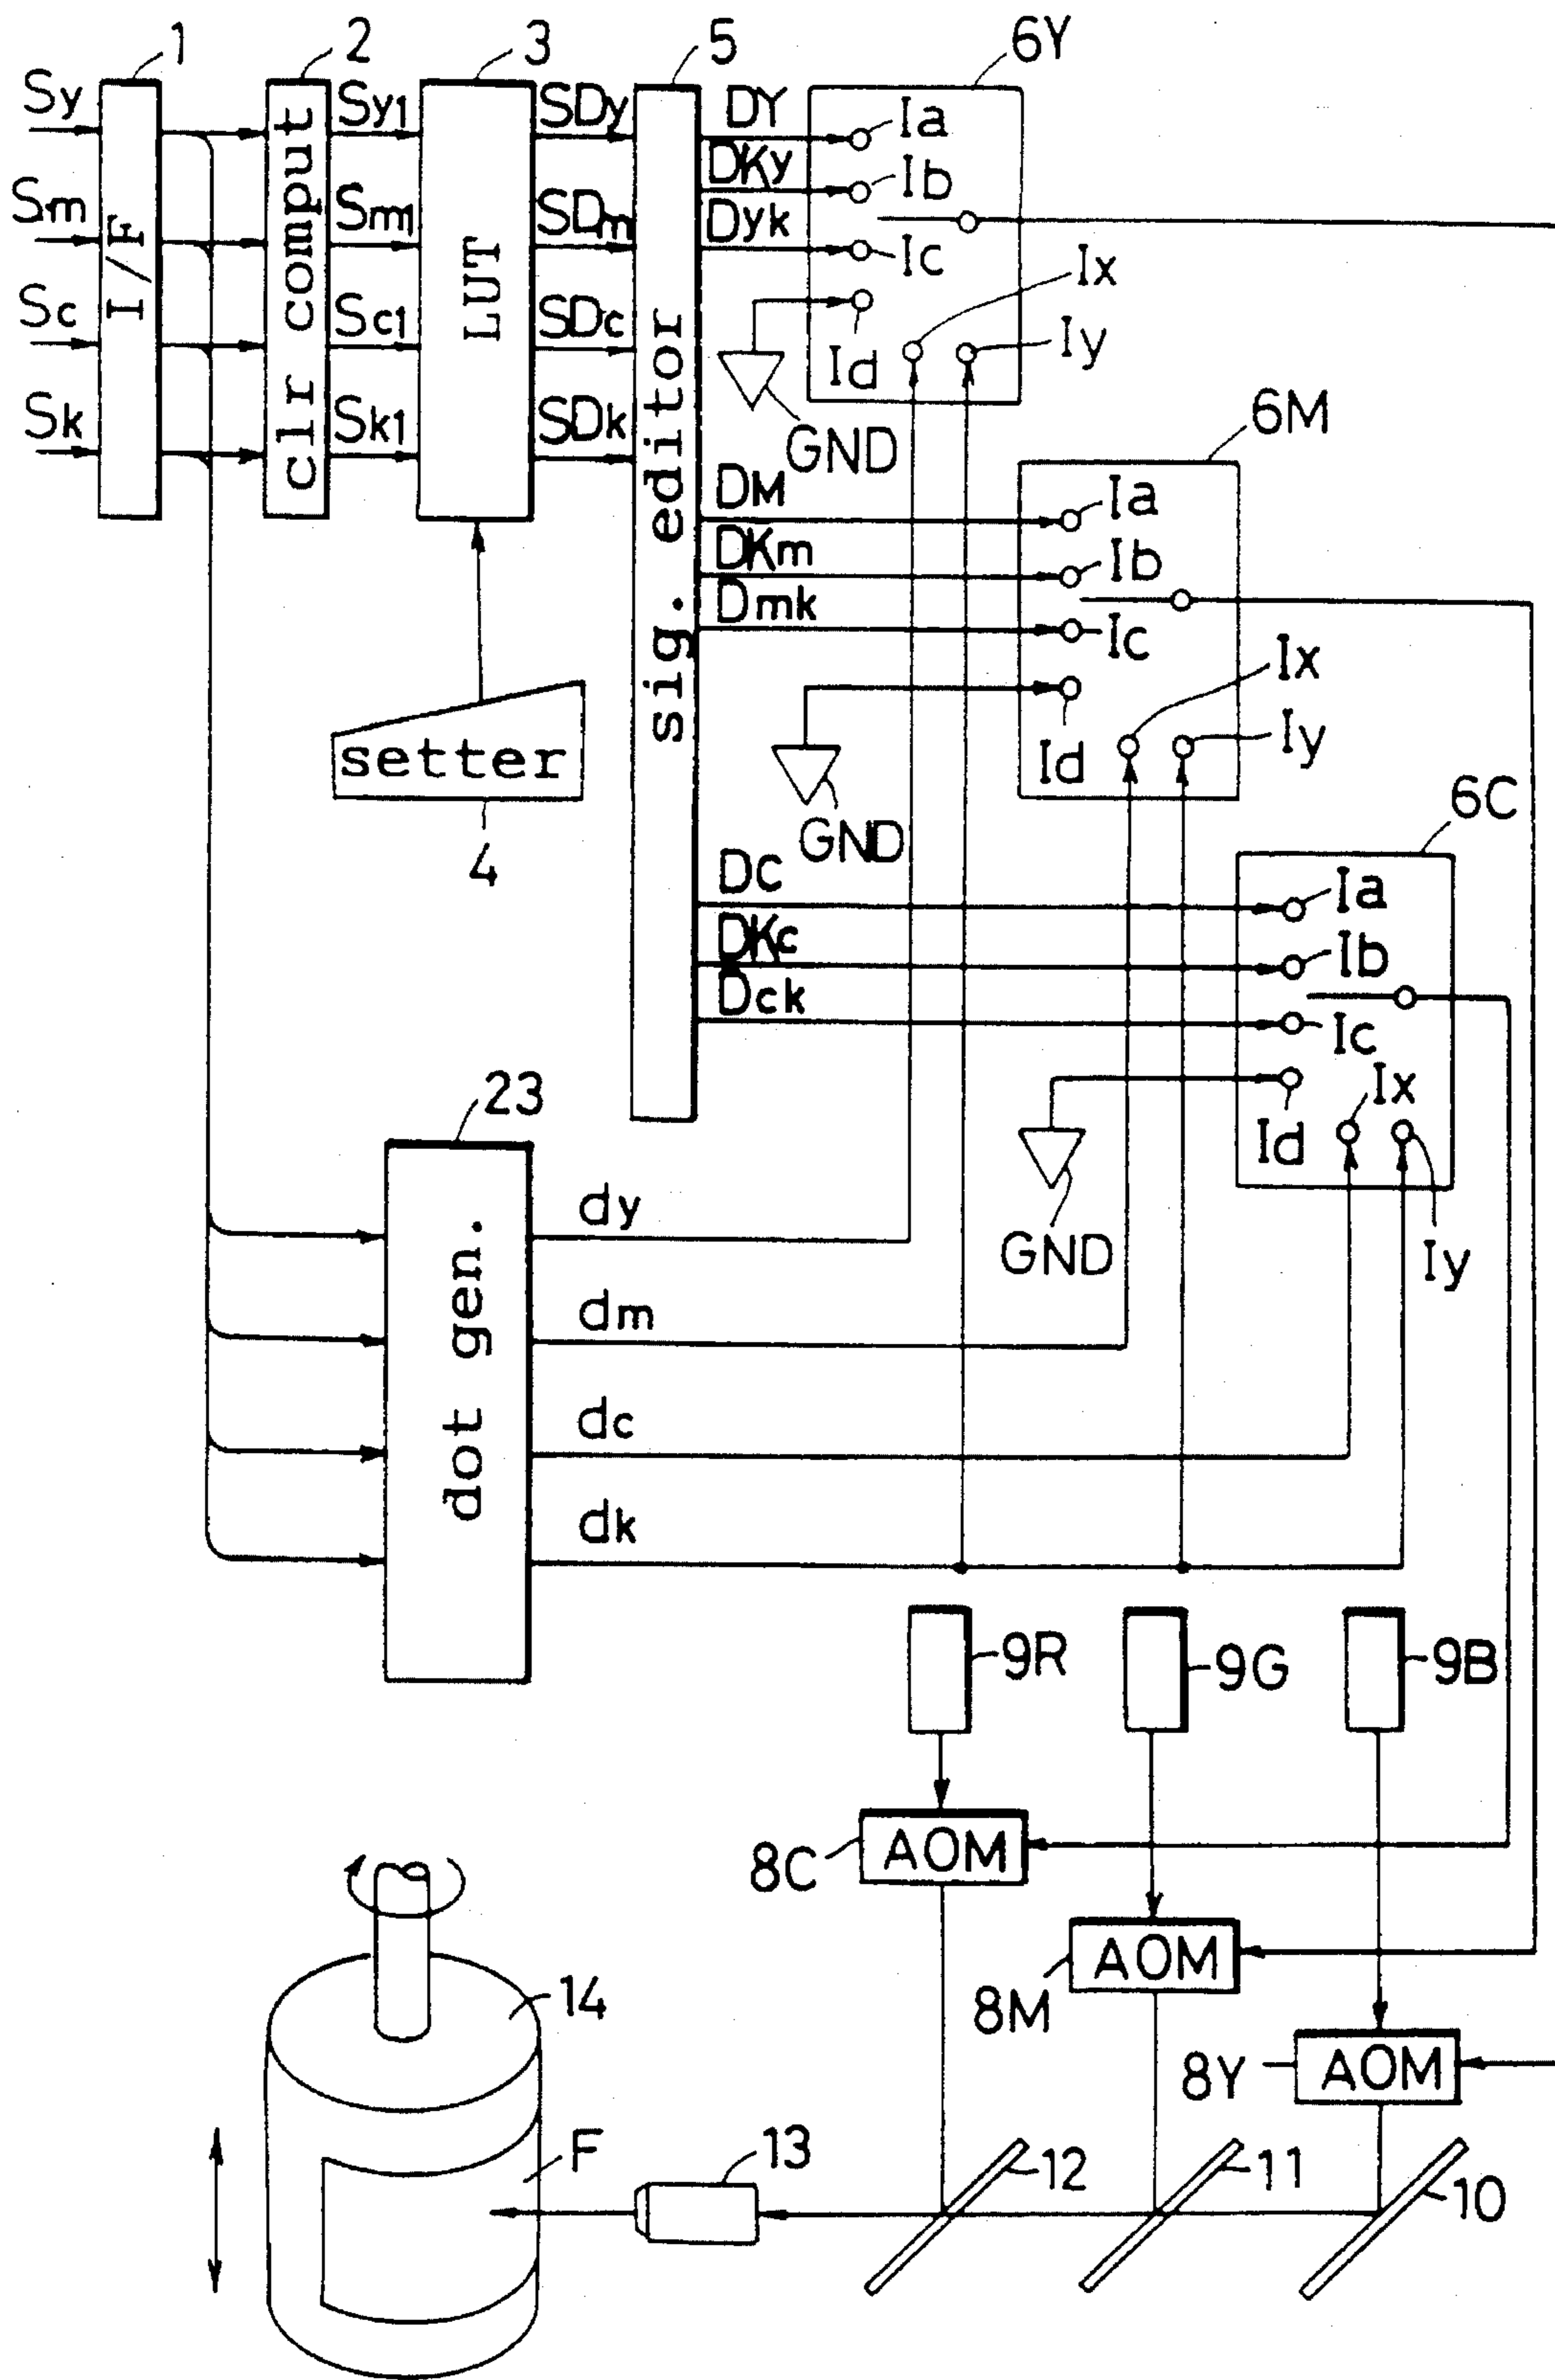 1
2
3
5
6Y
Sy
Sm
Sc
Sk
I/F
clr comput
Sy1
Sm1
Sc1
Sk1
LUT
SDy
SDm
SDc
SDk
sig. editor
DY
DKy
Dyk
Ia
Ib
Ic
Id
Ix
Iy
GND
setter
4
6M
DM
DKm
Dmk
Ia
Ib
Ic
Id
Ix
Iy
GND
6C
DC
DKc
Dck
Ia
Ib
Ic
Id
Ix
Iy
GND
23
dot gen.
dy
dm
dc
dk
9R
9G
9B
8C
AOM
8M
AOM
8Y
AOM
14
F
13
12
11
10